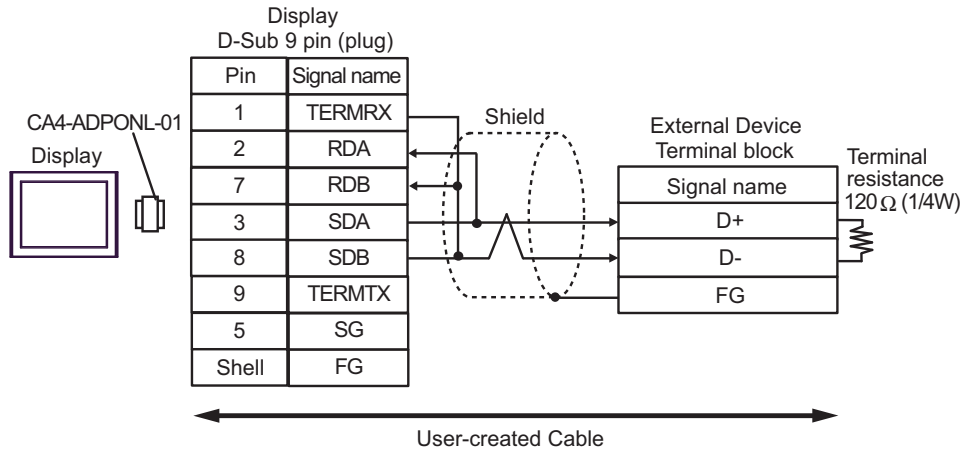 Display
D-Sub 9 pin (plug)
Pin Signal name
1 TERMRX
2 RDA
7 RDB
3 SDA
8 SDB
9 TERMTX
5 SG
Shell FG
CA4-ADPONL-01
Display
Shield
External Device
Terminal block
Signal name
D+
D-
FG
Terminal
resistance
120Ω (1/4W)
User-created Cable